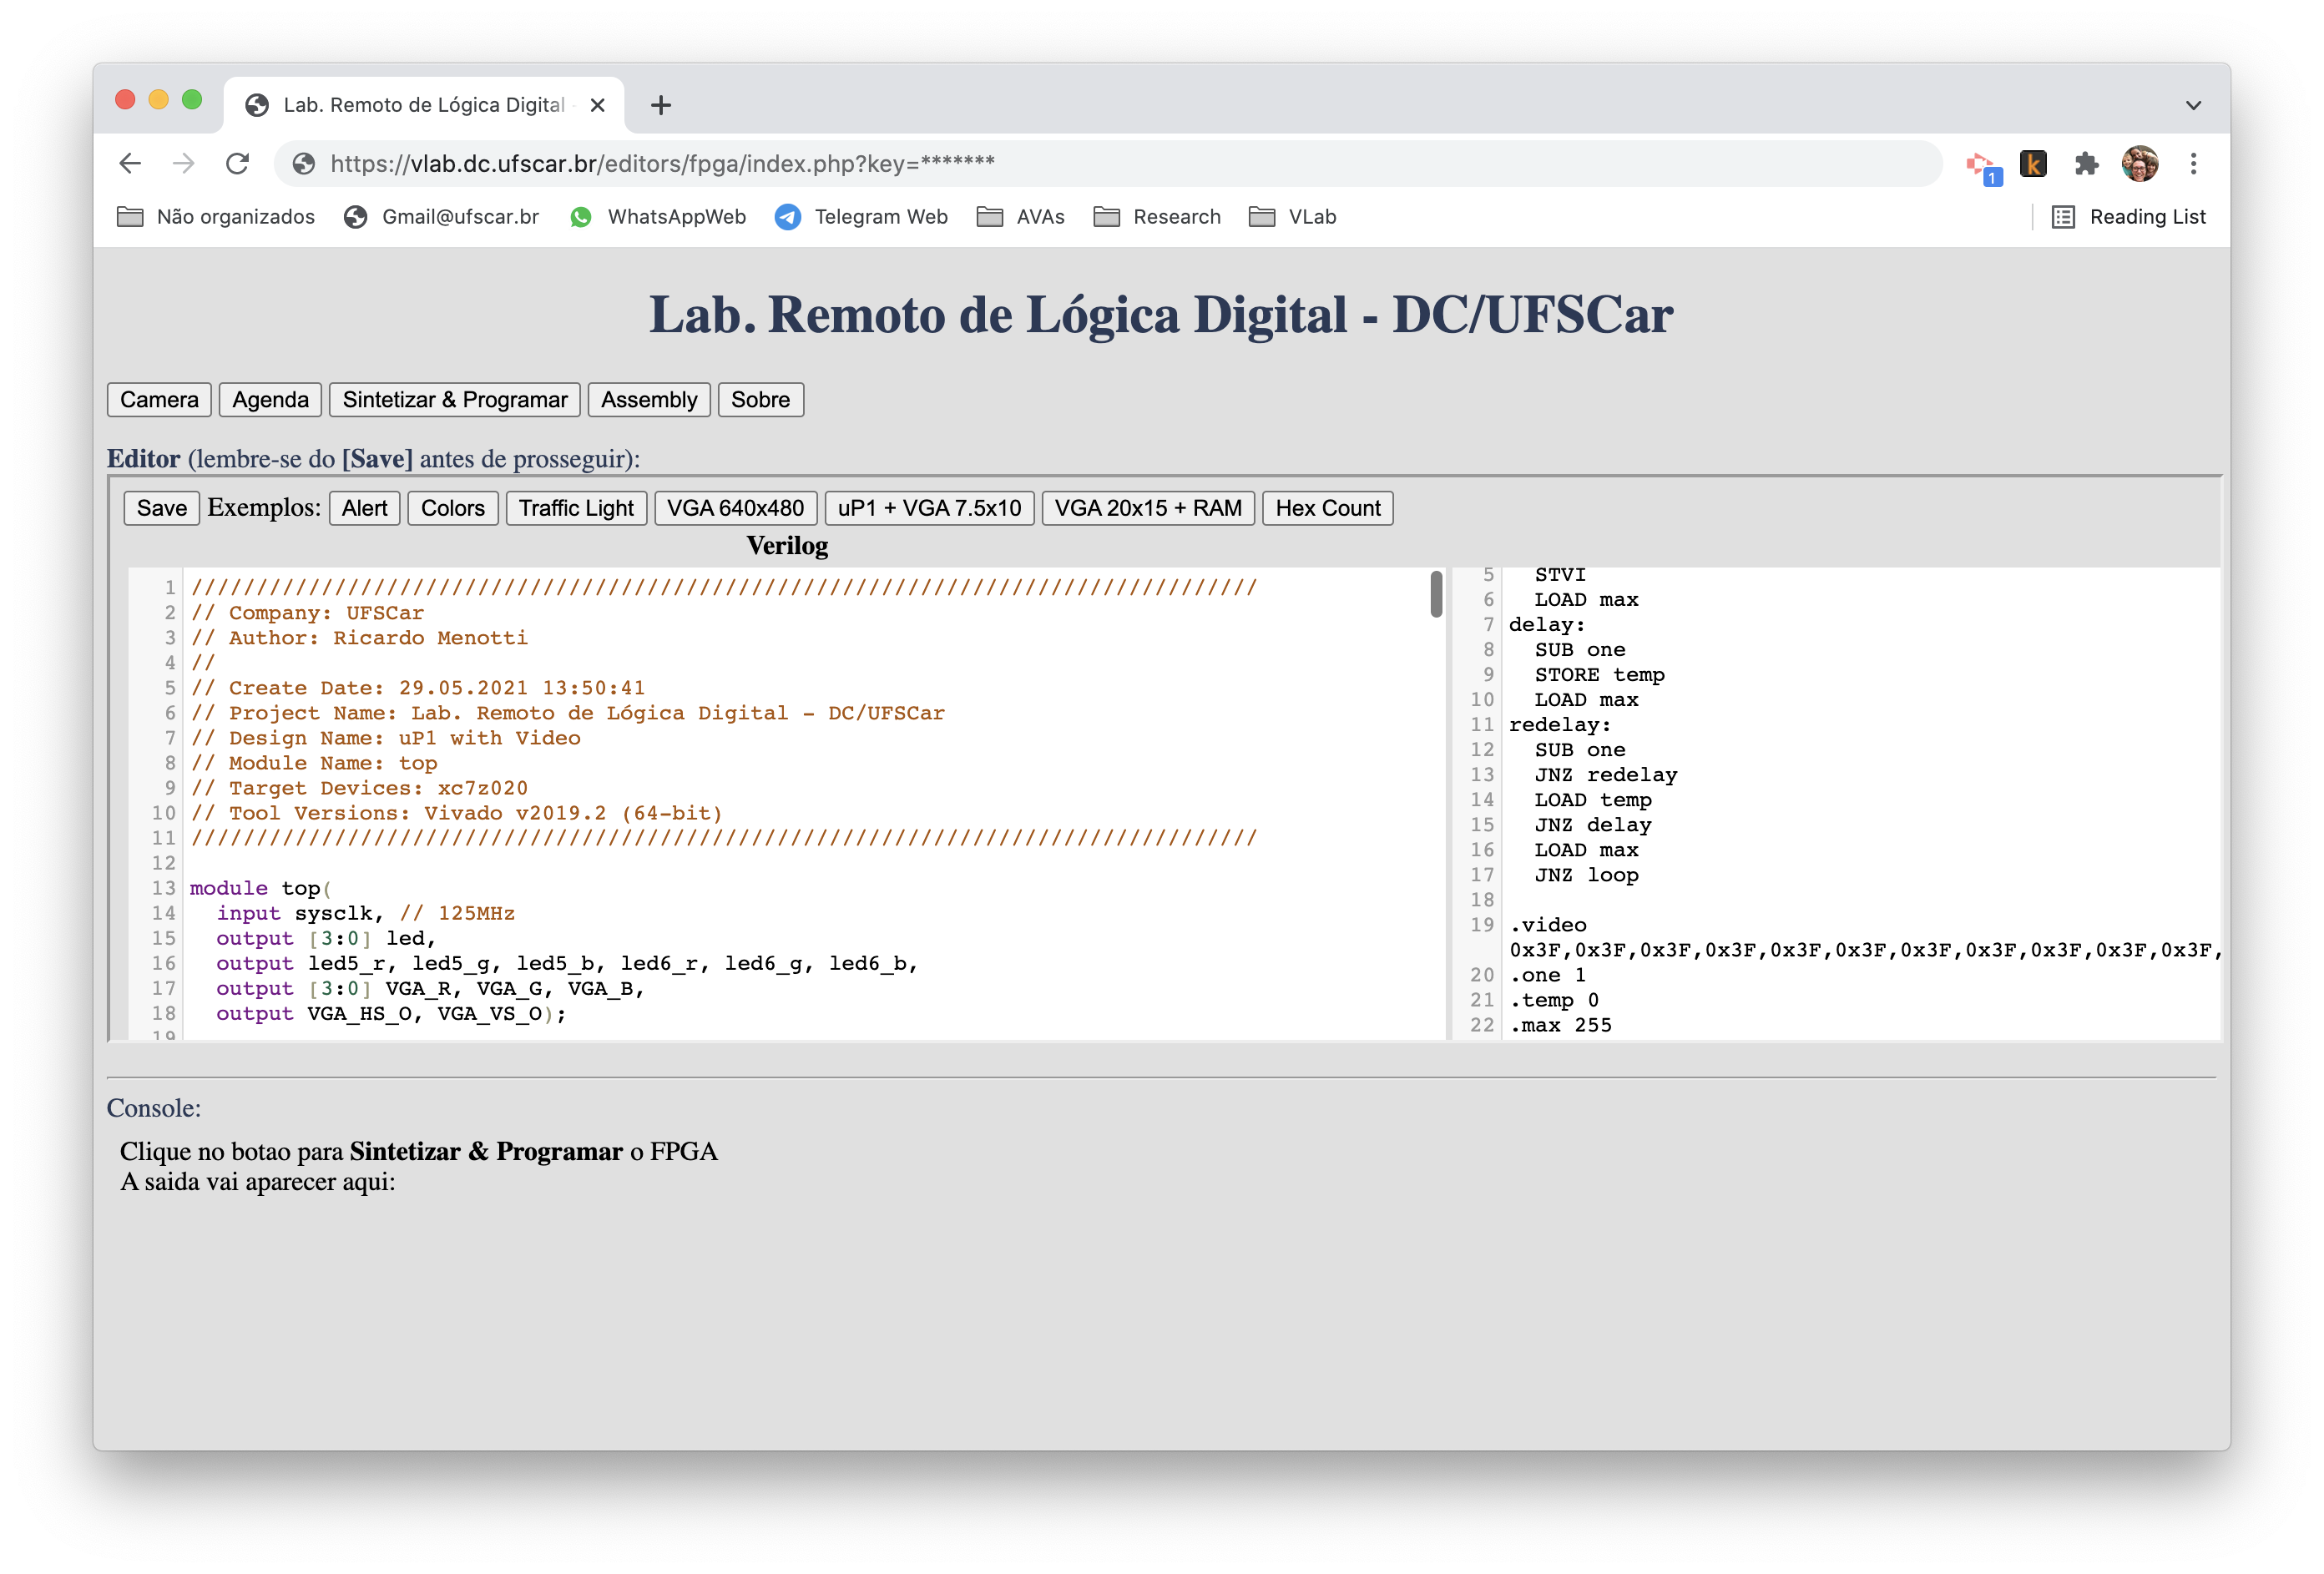 Lab. Remoto de Lógica Digital -
https://vlab.dc.ufscar.br/editors/fpga/index.php?key=*******
k
1
Não organizados Gmail@ufscar.br WhatsAppWeb Telegram Web AVAs Research VLab Reading List
Lab. Remoto de Lógica Digital - DC/UFSCar
Camera Agenda Sintetizar & Programar Assembly Sobre
Editor (lembre-se do [Save] antes de prosseguir):
Save Exemplos: Alert Colors Traffic Light VGA 640x480 uP1 + VGA 7.5x10 VGA 20x15 + RAM Hex Count
Verilog
1 //////////////////////////////////////////////////////////////////////////////////
2 // Company: UFSCar
3 // Author: Ricardo Menotti
4 //
5 // Create Date: 29.05.2021 13:50:41
6 // Project Name: Lab. Remoto de Lógica Digital - DC/UFSCar
7 // Design Name: uP1 with Video
8 // Module Name: top
9 // Target Devices: xc7z020
10 // Tool Versions: Vivado v2019.2 (64-bit)
11 //////////////////////////////////////////////////////////////////////////////////
12
13 module top(
14 input sysclk, // 125MHz
15 output [3:0] led,
16 output led5_r, led5_g, led5_b, led6_r, led6_g, led6_b,
17 output [3:0] VGA_R, VGA_G, VGA_B,
18 output VGA_HS_O, VGA_VS_O);
19
5 STVI
6 LOAD max
7 delay:
8 SUB one
9 STORE temp
10 LOAD max
11 redelay:
12 SUB one
13 JNZ redelay
14 LOAD temp
15 JNZ delay
16 LOAD max
17 JNZ loop
18
19 .video
0x3F,0x3F,0x3F,0x3F,0x3F,0x3F,0x3F,0x3F,0x3F,0x3F,0x3F,
20 .one 1
21 .temp 0
22 .max 255
Console:
Clique no botao para Sintetizar & Programar o FPGA
A saida vai aparecer aqui: